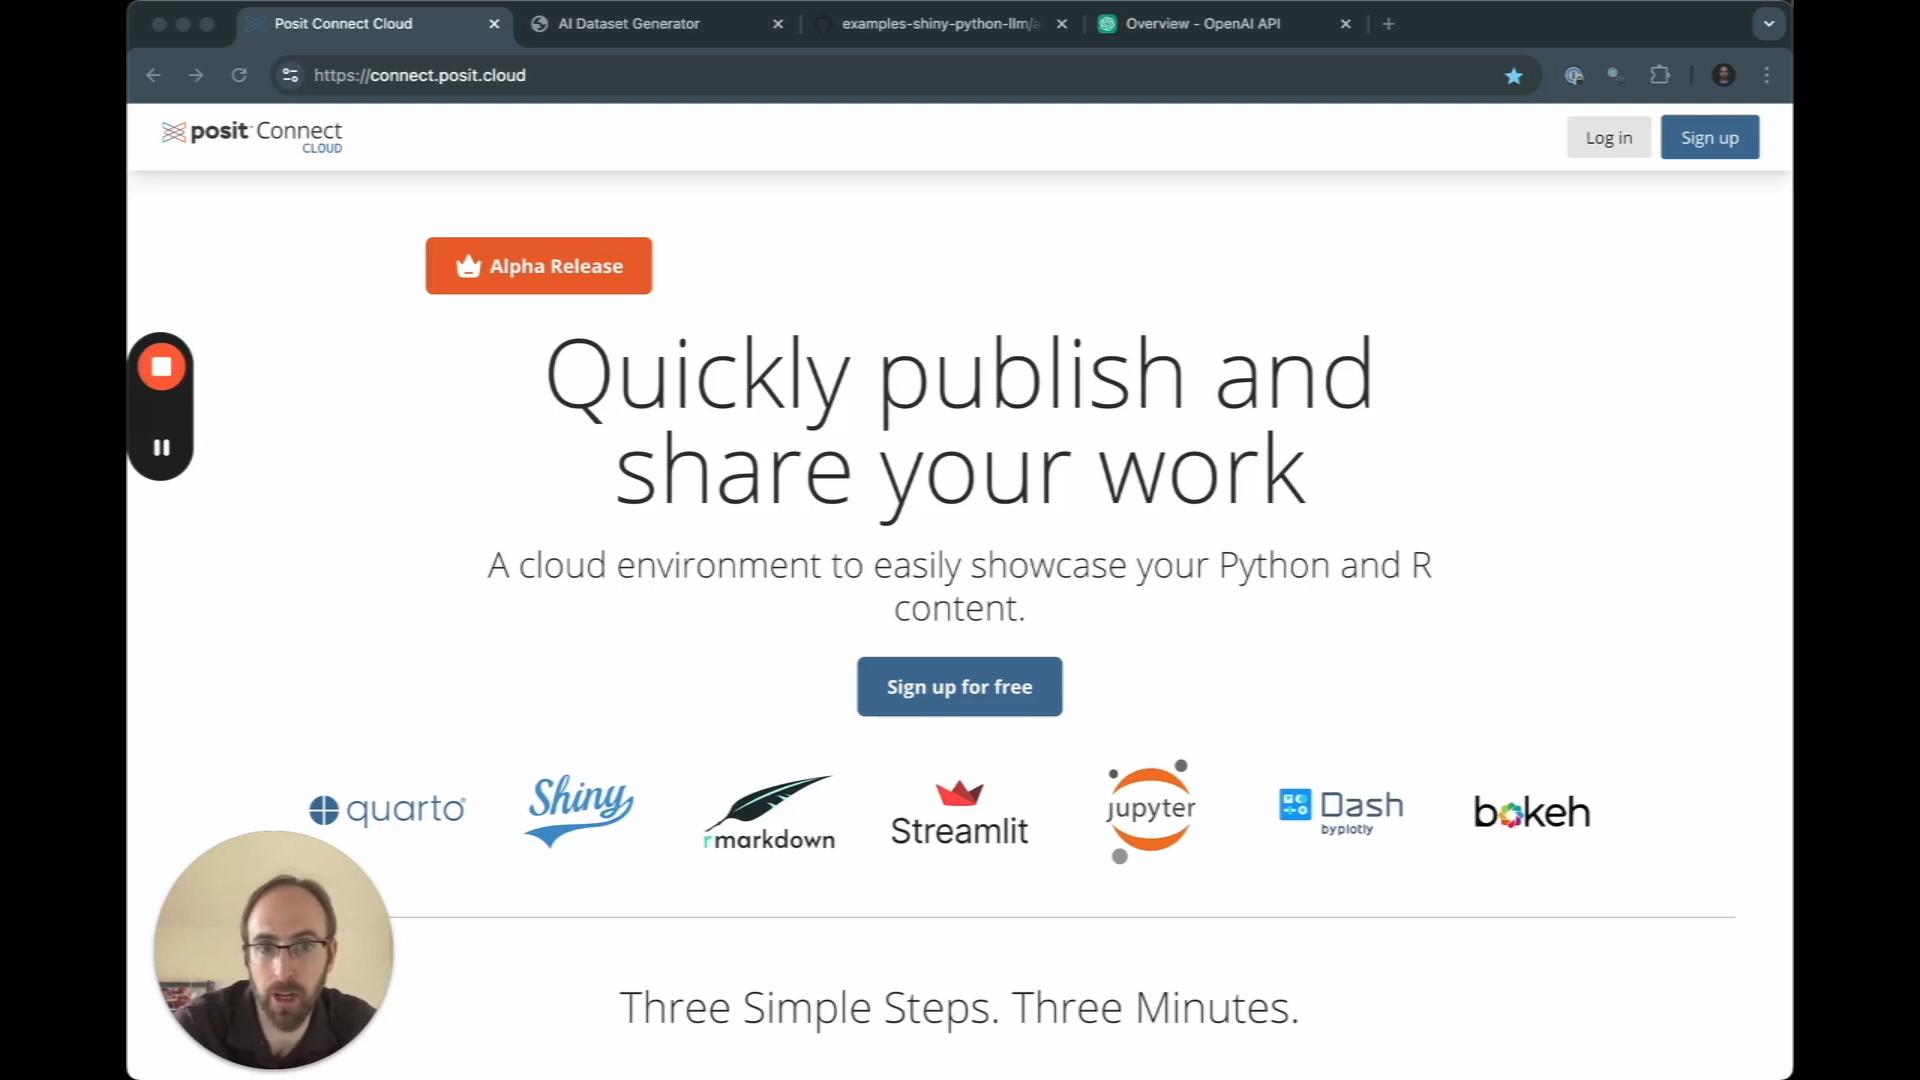 Posit Connect Cloud
AI Dataset Generator
examples-shiny-python-llm/a
Overview - OpenAI API
https://connect.posit.cloud
posit Connect
CLOUD
Log in
Sign up
Alpha Release
Quickly publish and
share your work
A cloud environment to easily showcase your Python and R
content.
Sign up for free
quarto
Shiny
rmarkdown
Streamlit
jupyter
Dash
by plotly
bokeh
Three Simple Steps. Three Minutes.